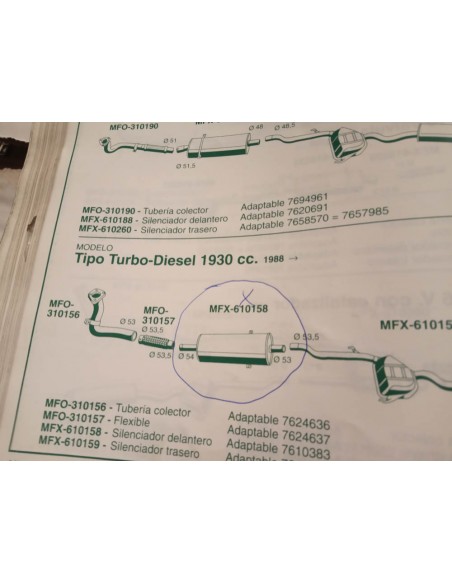 MFO-310190
Ø 51
Ø 51,5
Ø 48
Ø 48,5
MFO-310190 - Tubería colector Adaptable 7694961
MFX-610188 - Silenciador delantero Adaptable 7620691
MFX-610260 - Silenciador trasero Adaptable 7658570 = 7657985
MODELO
Tipo Turbo-Diesel 1930 cc. 1988 →
MFO-
310156
Ø 53
MFO-
310157
Ø 53,5
Ø 53,5
MFX-610158
Ø 54
Ø 53
Ø 53,5
MFX-6101
MFO-310156 - Tubería colector Adaptable 7624636
MFO-310157 - Flexible Adaptable 7624637
MFX-610158 - Silenciador delantero Adaptable 7610383
MFX-610159 - Silenciador trasero